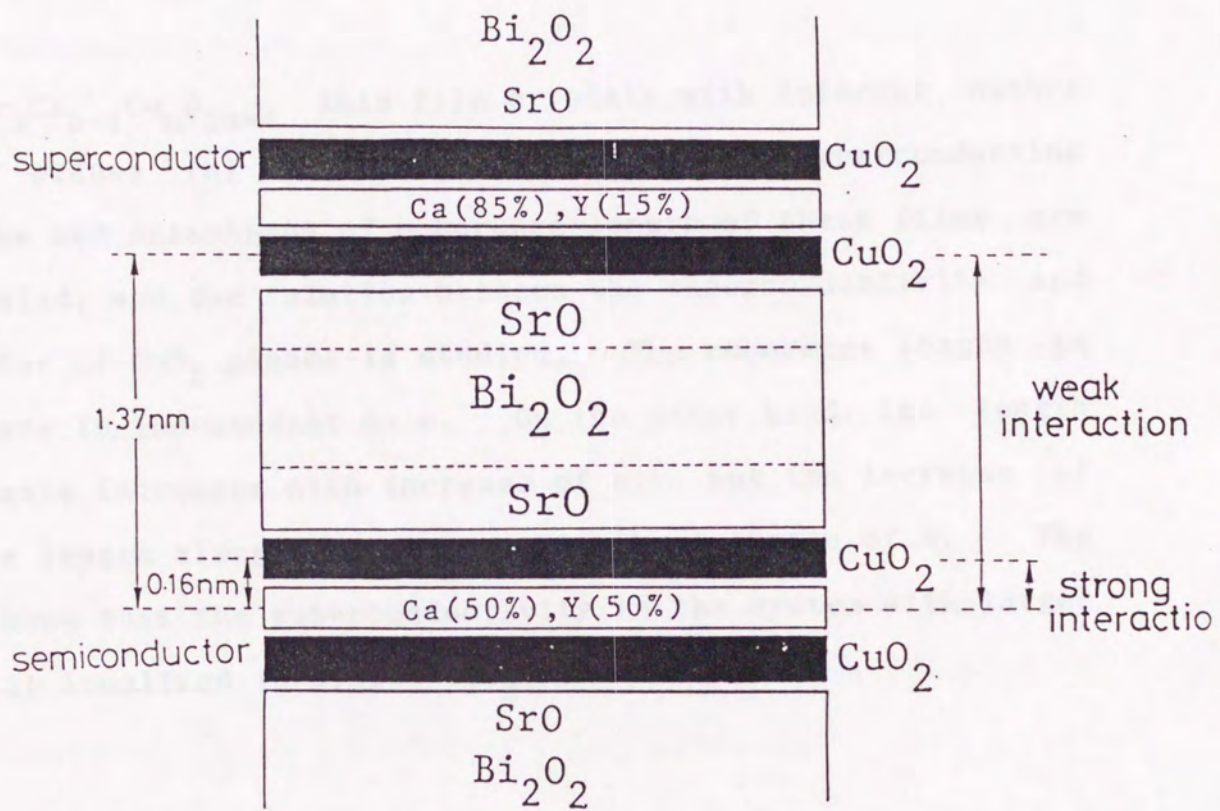 Bi2O2
SrO
superconductor CuO2
Ca(85%),Y(15%)
CuO2
SrO
1.37nm Bi2O2 weak
interaction
SrO
CuO2
0.16nm strong
Ca(50%),Y(50%) interactio
semiconductor CuO2
SrO
Bi2O2